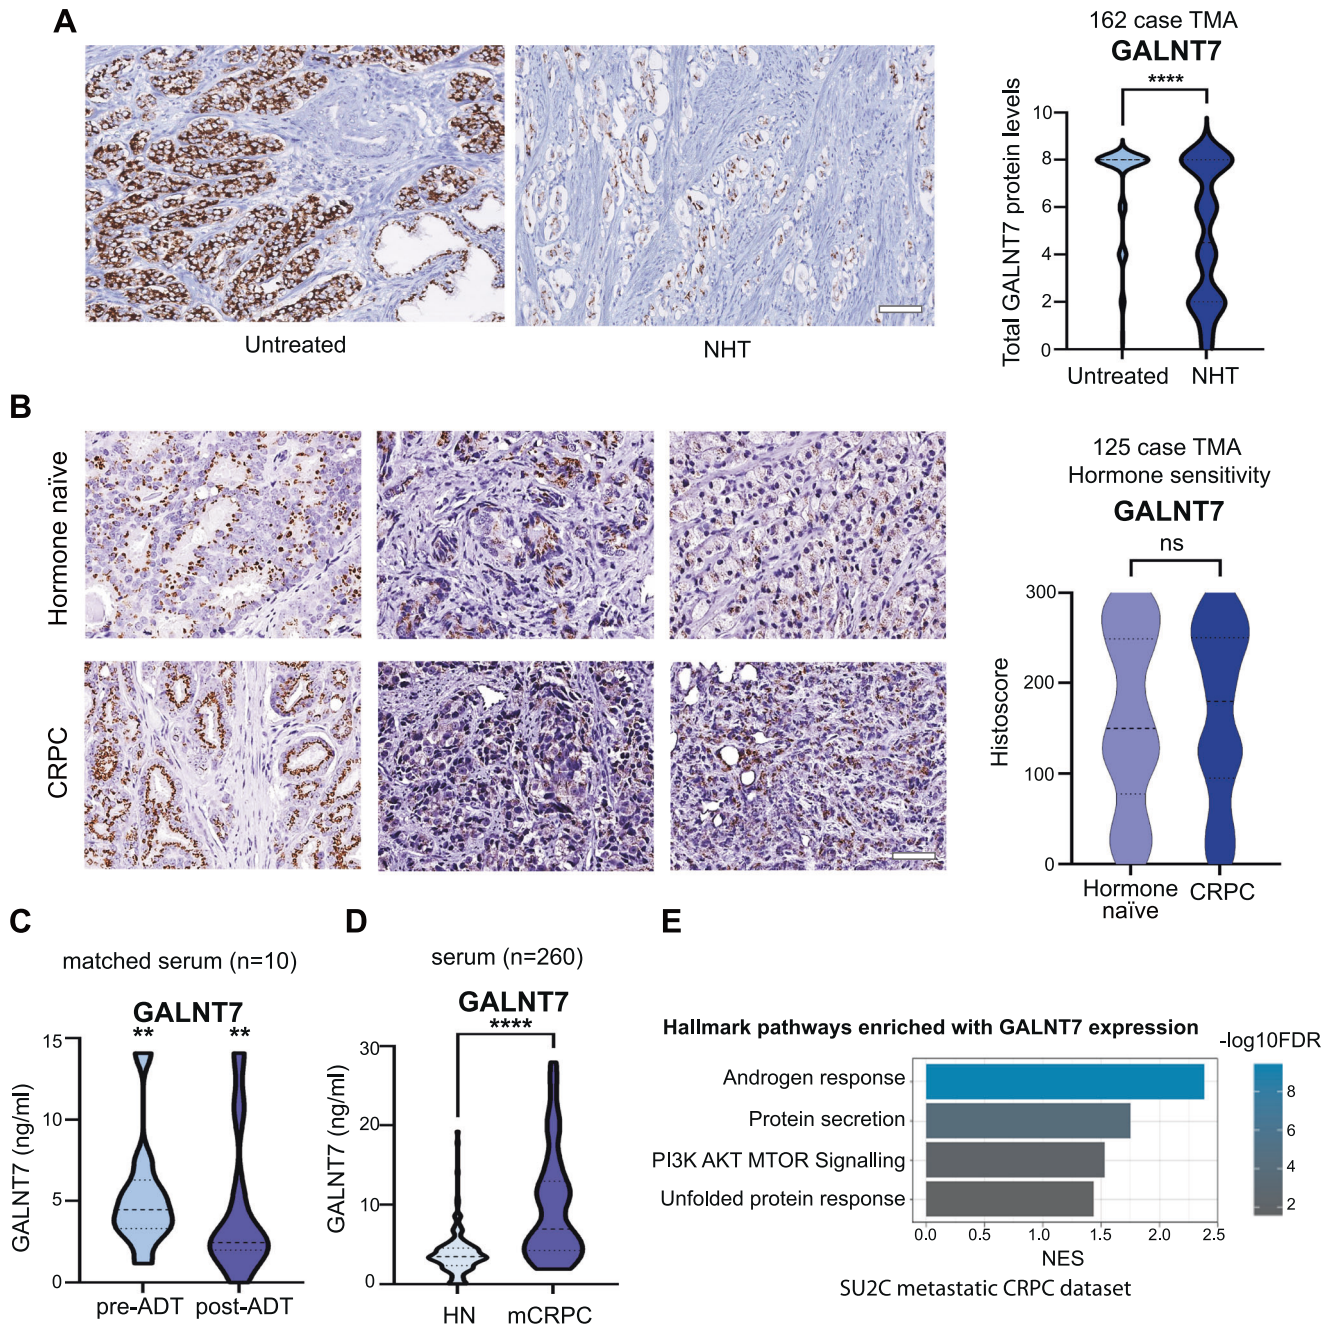 A
Untreated
NHT
162 case TMA
GALNT7
****
Total GALNT7 protein levels
10
8
6
4
2
0
Untreated
NHT
B
Hormone naïve
CRPC
125 case TMA
Hormone sensitivity
GALNT7
ns
Histoscore
300
200
100
0
Hormone
naïve
CRPC
C
matched serum (n=10)
GALNT7
** **
GALNT7 (ng/ml)
15
10
5
0
pre-ADT
post-ADT
D
serum (n=260)
GALNT7
****
GALNT7 (ng/ml)
30
20
10
0
HN
mCRPC
E
Hallmark pathways enriched with GALNT7 expression
Androgen response
Protein secretion
PI3K AKT MTOR Signalling
Unfolded protein response
0.0 0.5 1.0 1.5 2.0 2.5
NES
SU2C metastatic CRPC dataset
-log10FDR
8
6
4
2